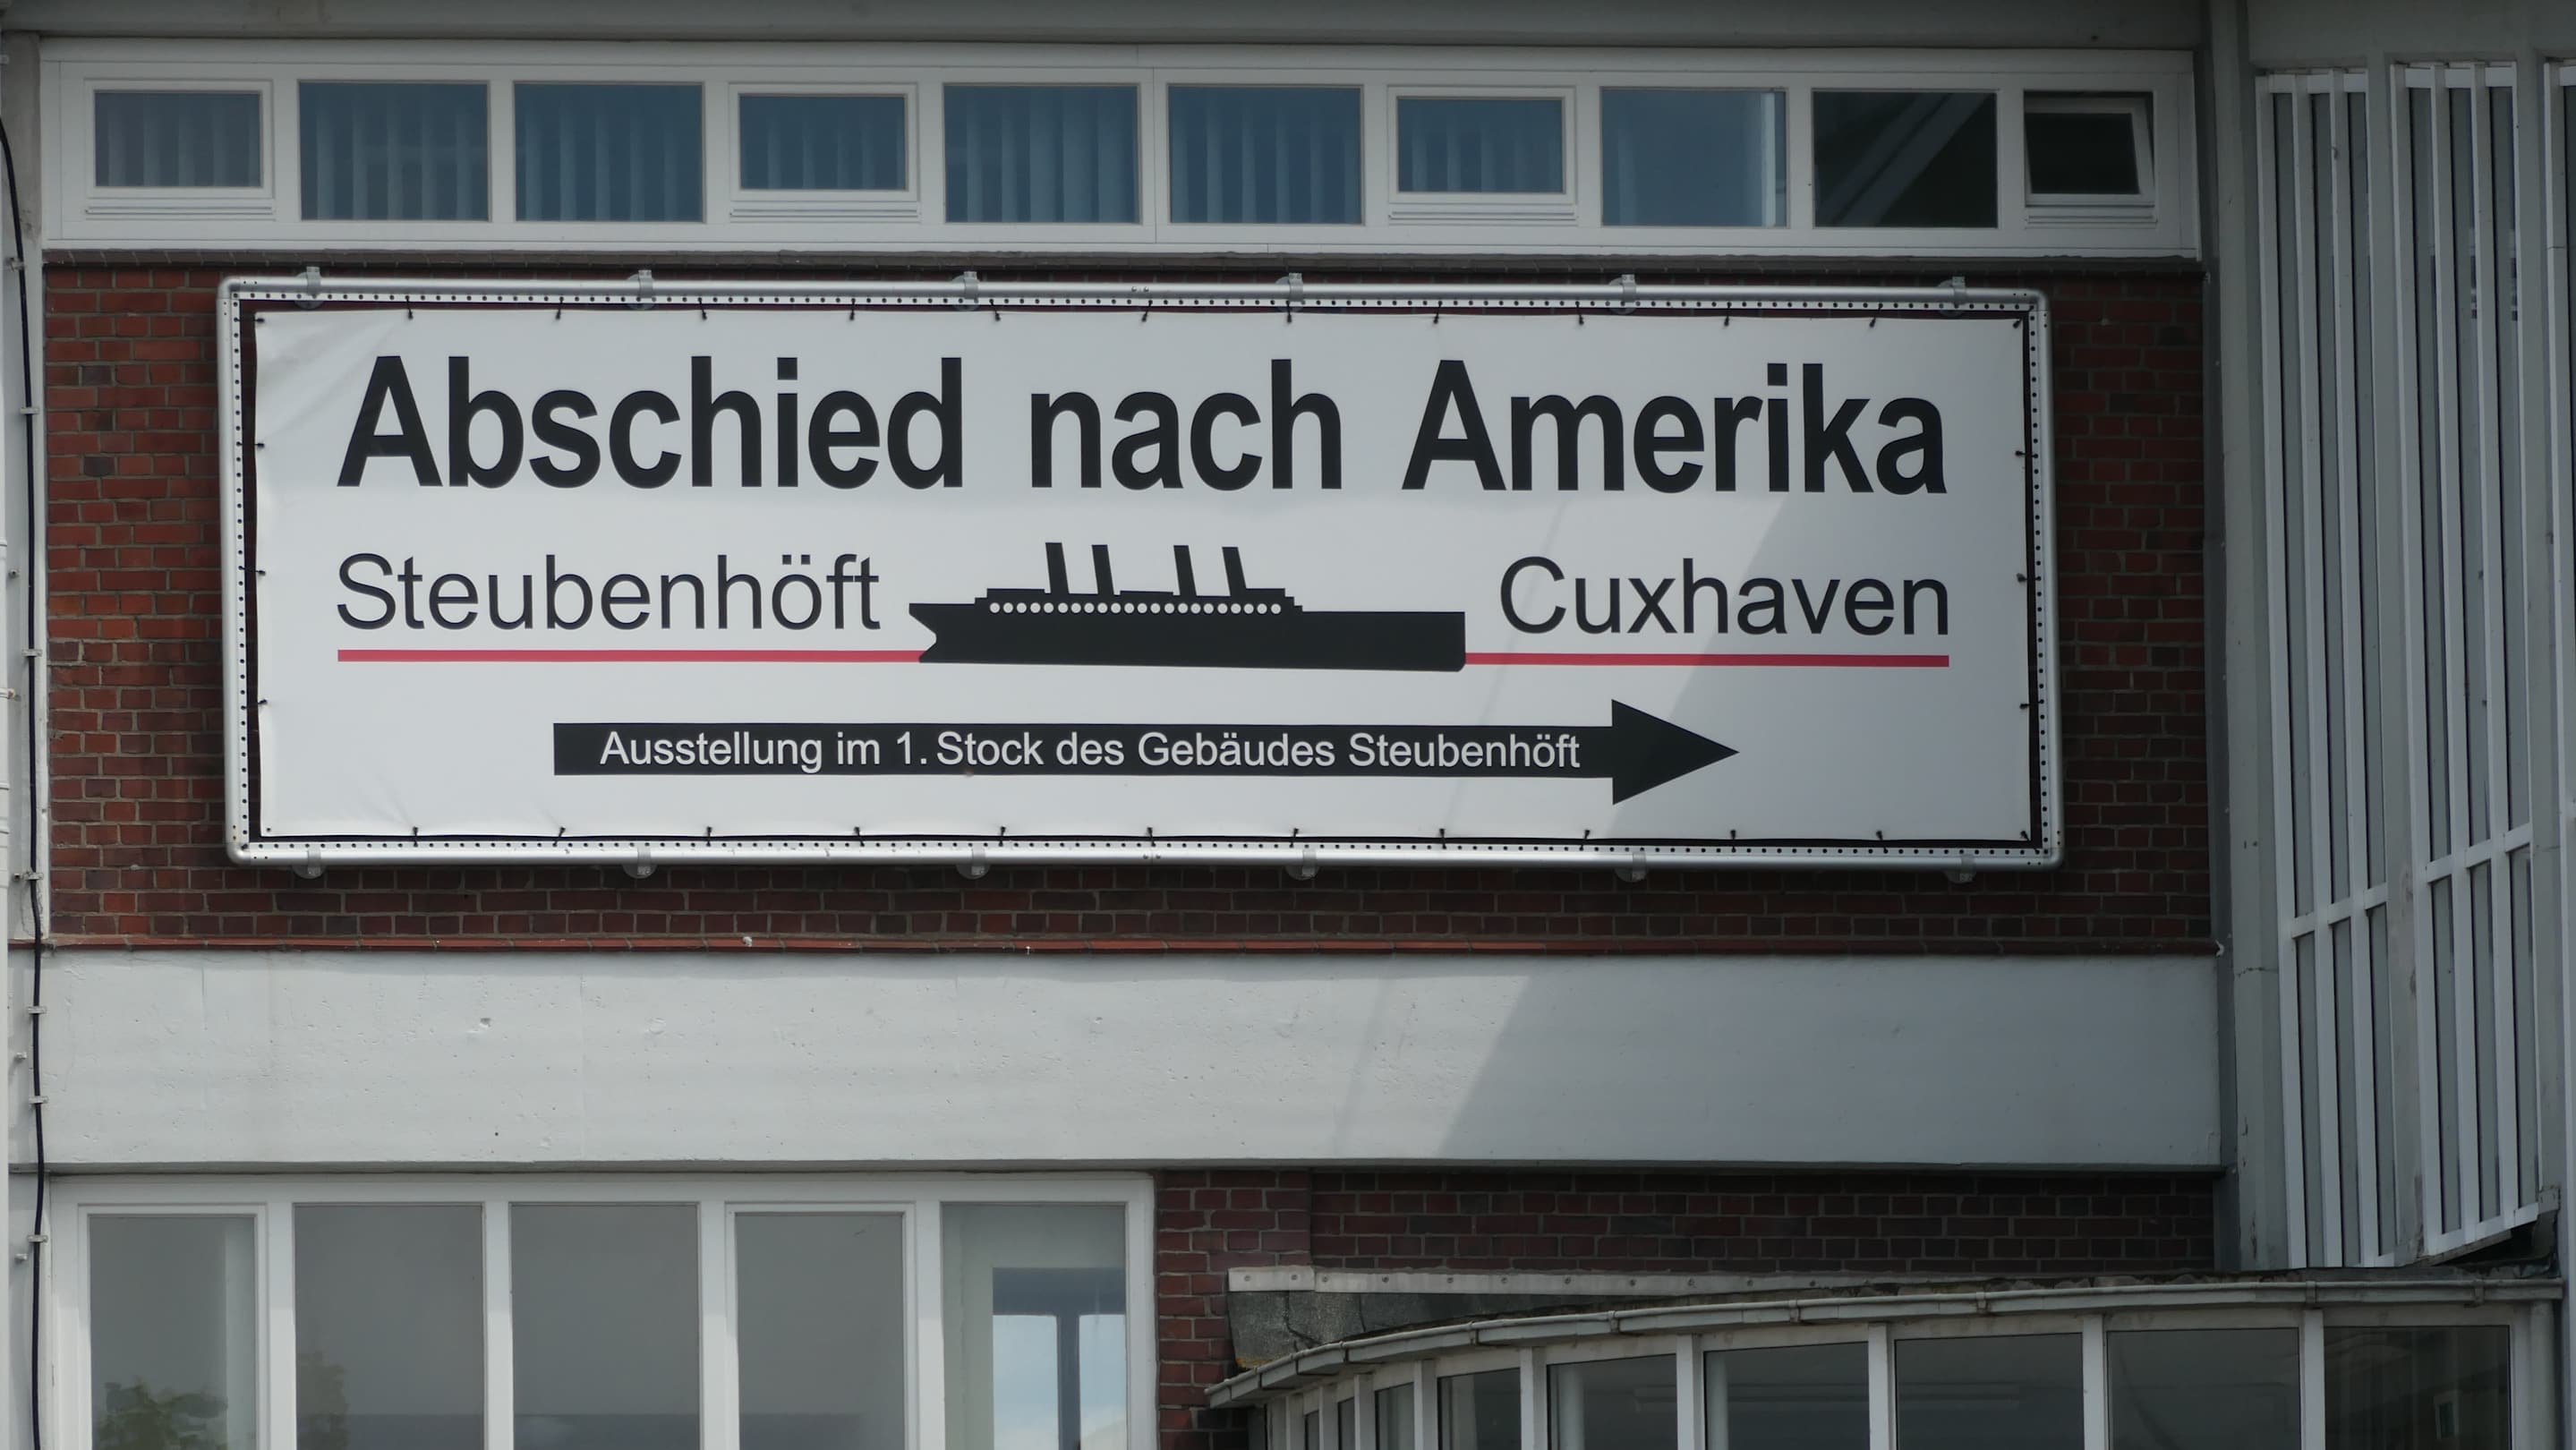 Abschied nach Amerika
Steubenhöft Cuxhaven
Ausstellung im 1. Stock des Gebäudes Steubenhöft